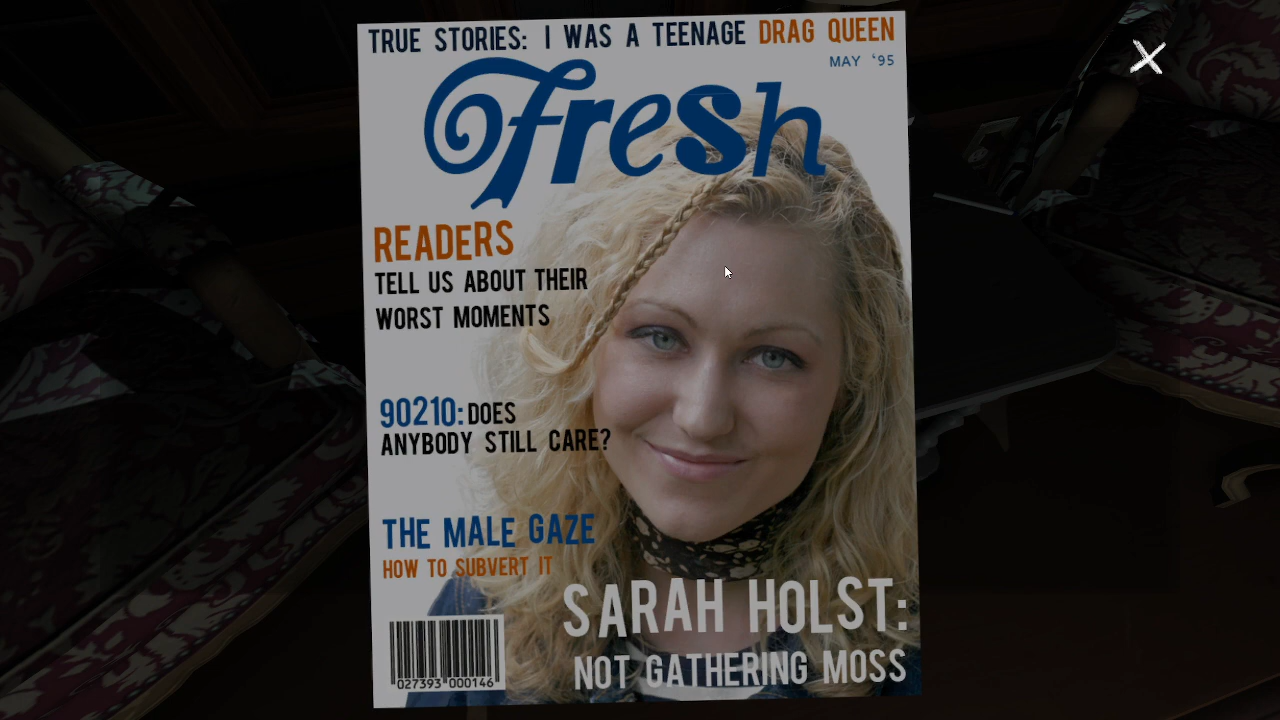 TRUE STORIES: I WAS A TEENAGE DRAG QUEEN
MAY '95
Fresh
READERS
TELL US ABOUT THEIR
WORST MOMENTS
90210: DOES
ANYBODY STILL CARE?
THE MALE GAZE
HOW TO SUBVERT IT
SARAH HOLST:
NOT GATHERING MOSS
027393 000146